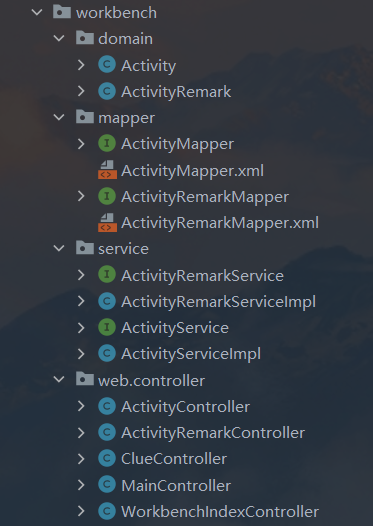 workbench
domain
Activity
ActivityRemark
mapper
ActivityMapper
ActivityMapper.xml
ActivityRemarkMapper
ActivityRemarkMapper.xml
service
ActivityRemarkService
ActivityRemarkServiceImpl
ActivityService
ActivityServiceImpl
web.controller
ActivityController
ActivityRemarkController
ClueController
MainController
WorkbenchIndexController